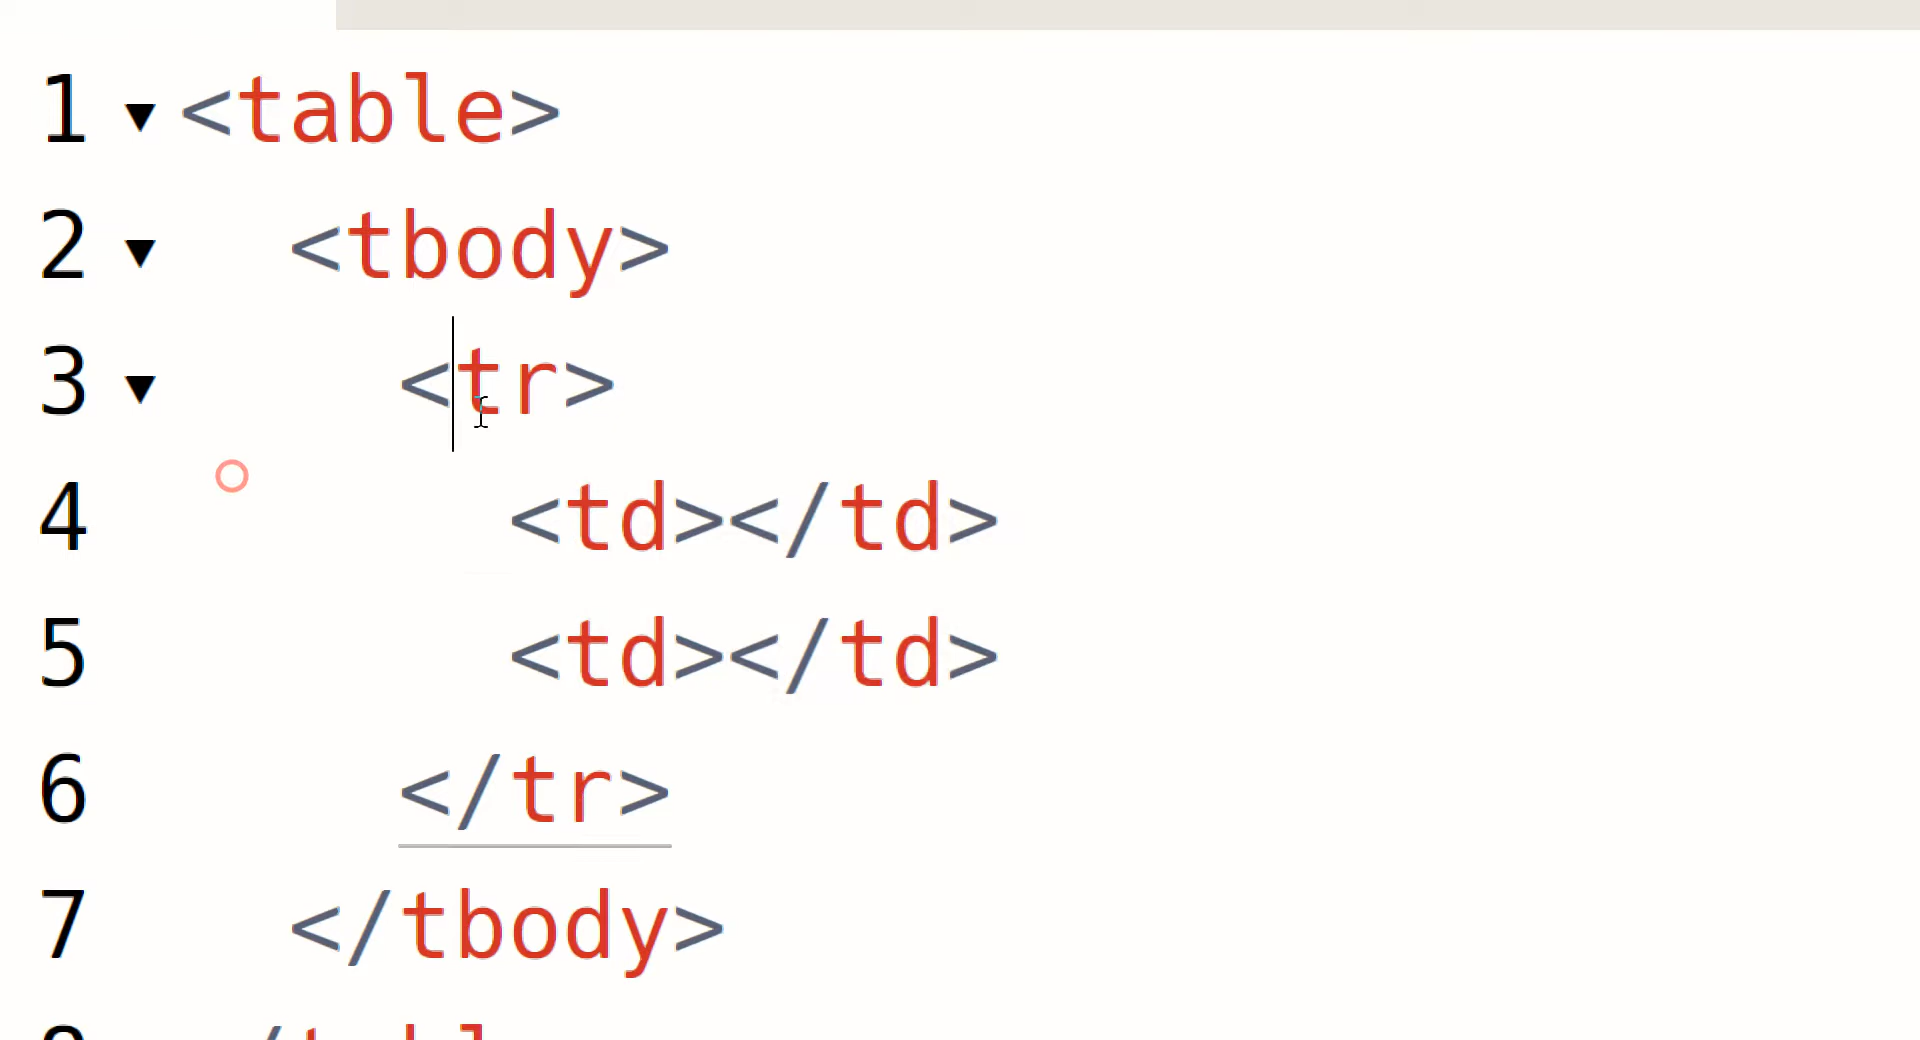 1 ▼ <table>
2 ▼   <tbody>
3 ▼     <tr>
4         <td></td>
5         <td></td>
6       </tr>
7     </tbody>